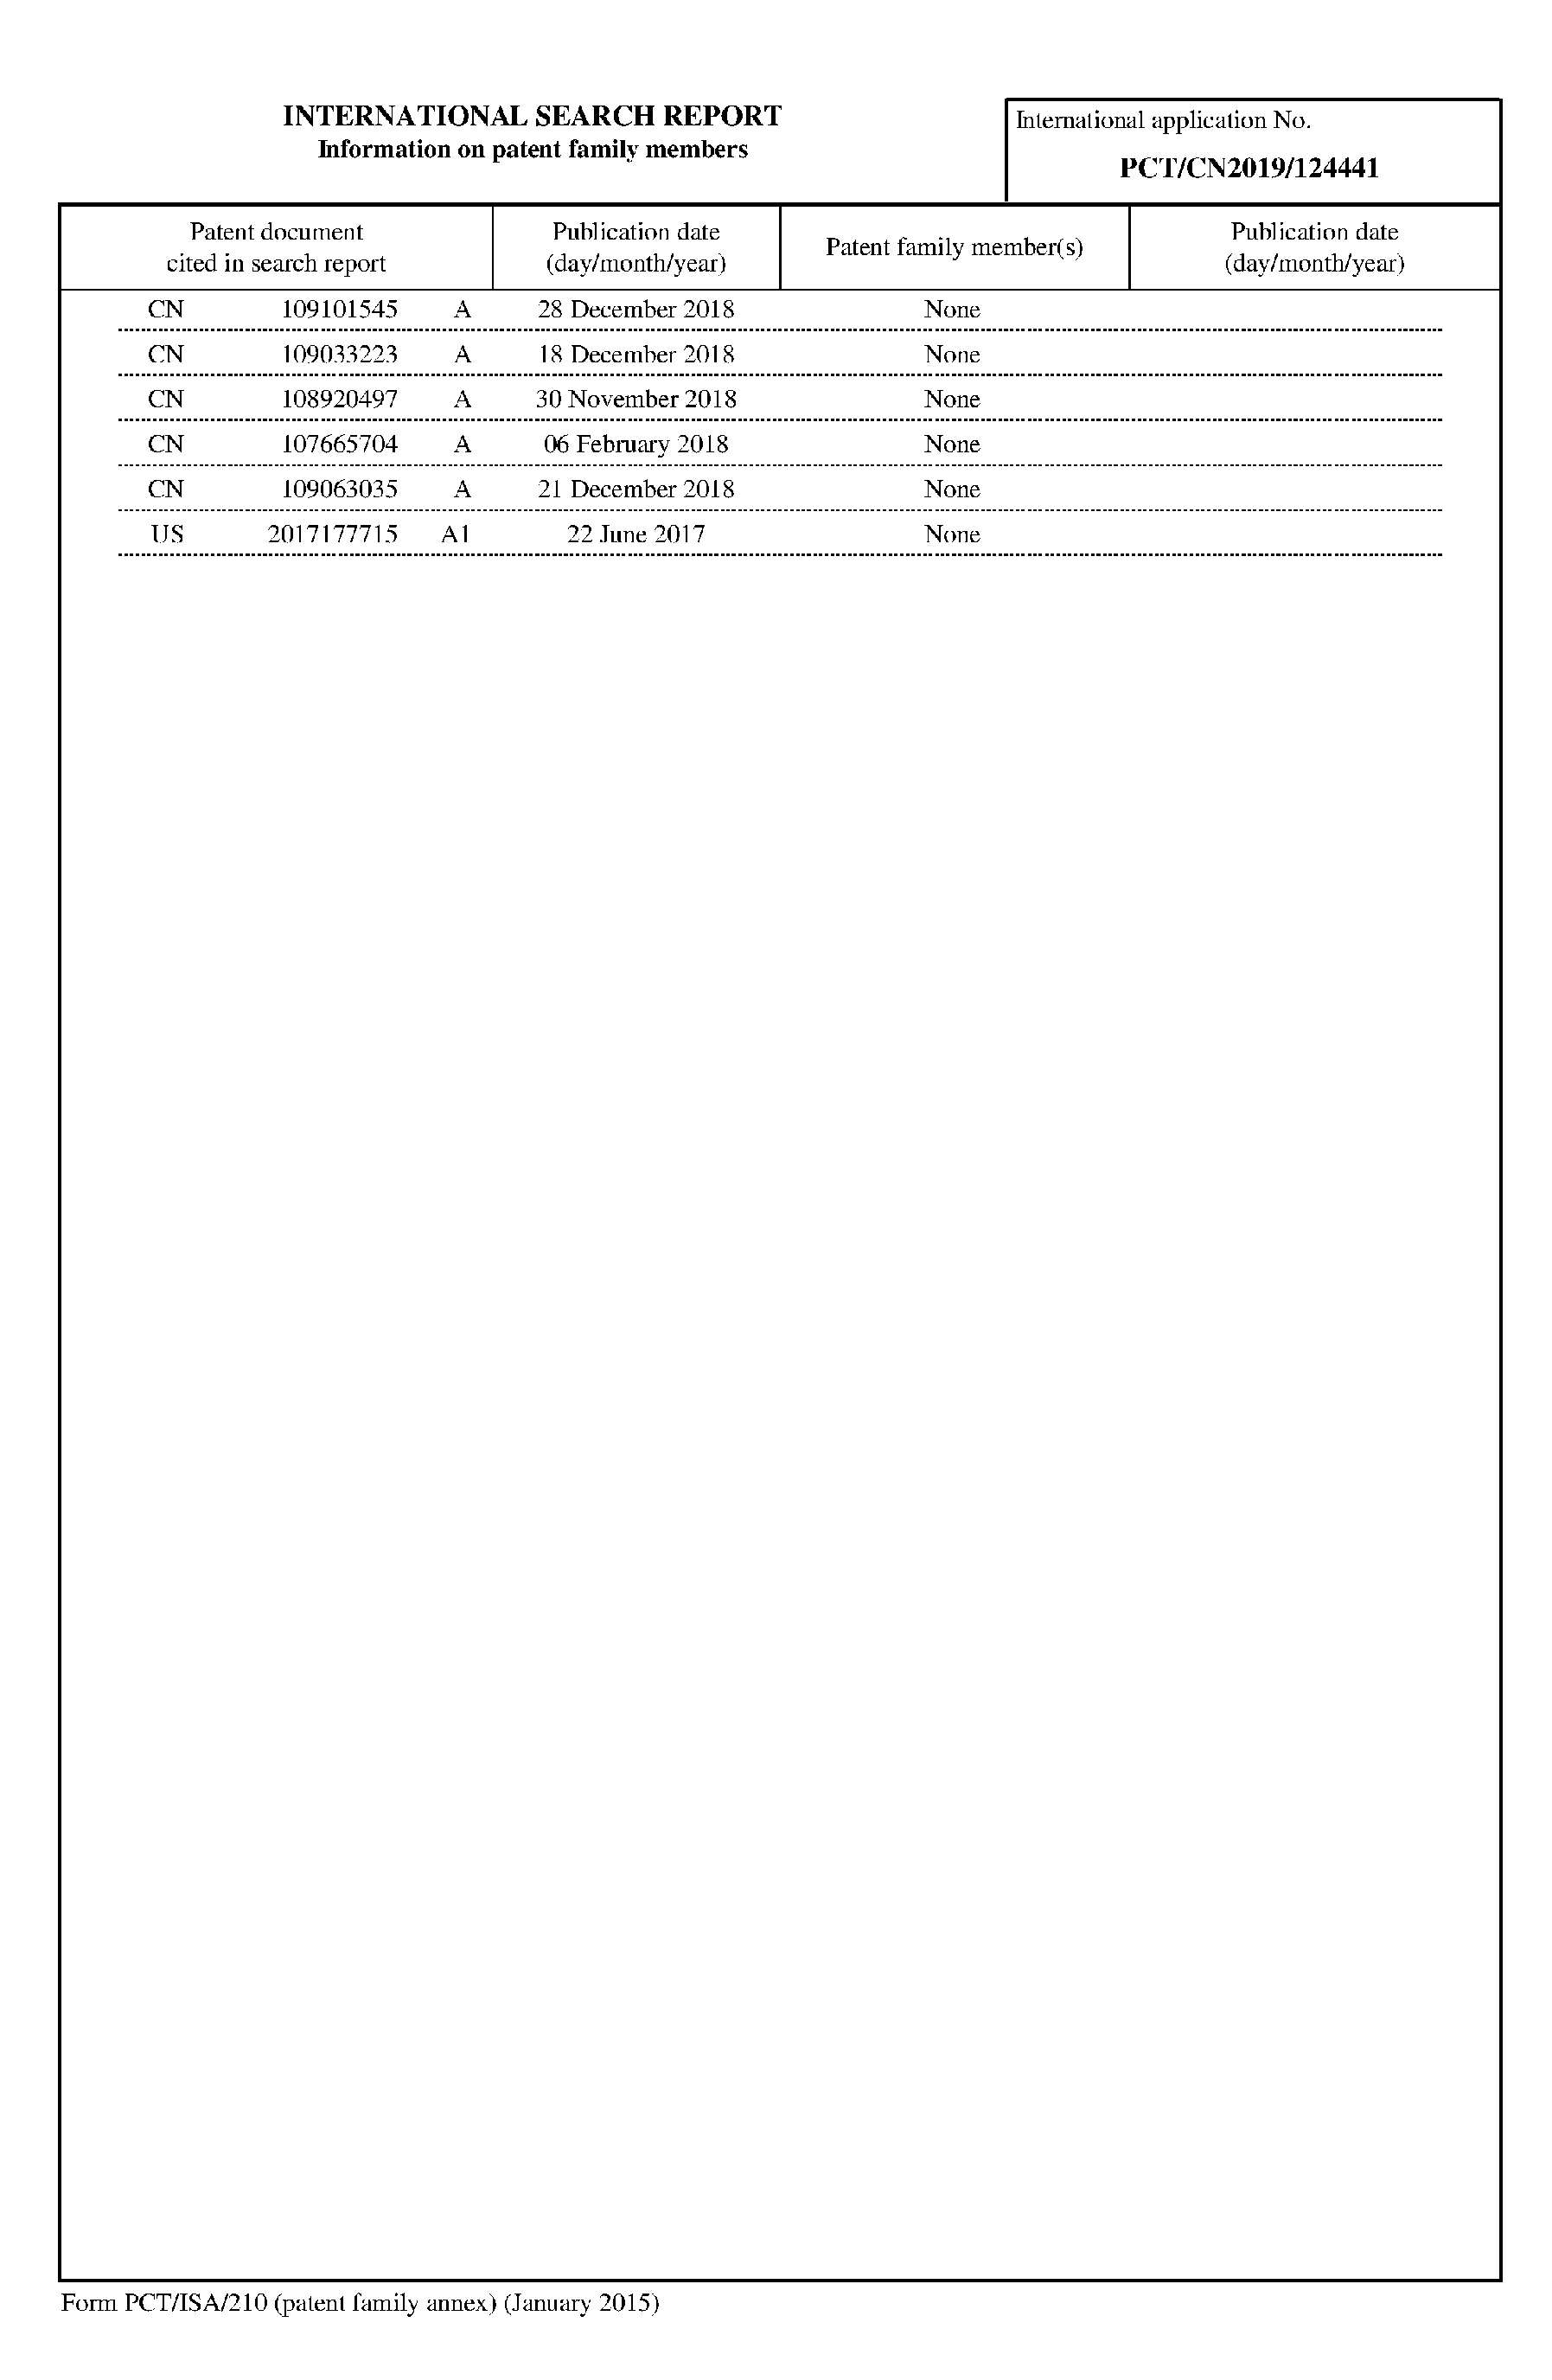 INTERNATIONAL SEARCH REPORT
Information on patent family members
International application No.
PCT/CN2019/124441
Patent document
cited in search report
Publication date
(day/month/year)
Patent family member(s)
Publication date
(day/month/year)
CN 109101545 A 28 December 2018 None
CN 109033223 A 18 December 2018 None
CN 108920497 A 30 November 2018 None
CN 107665704 A 06 February 2018 None
CN 109063035 A 21 December 2018 None
US 2017177715 A1 22 June 2017 None
Form PCT/ISA/210 (patent family annex) (January 2015)